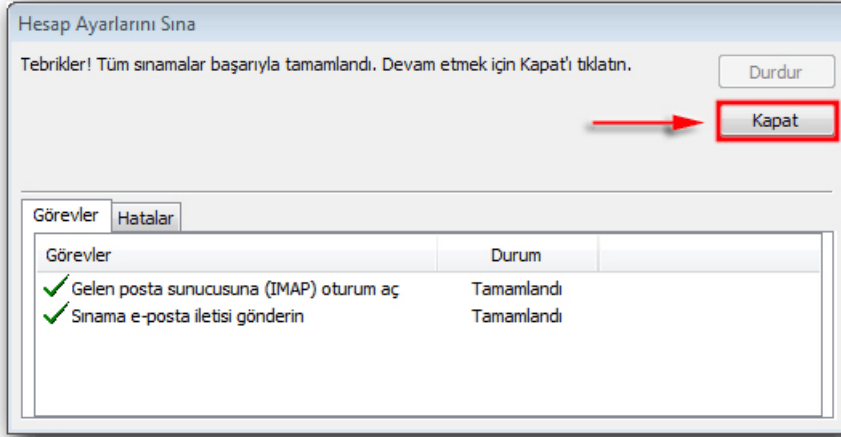 Hesap Ayarlarını Sına
Tebrikler! Tüm sınamalar başarıyla tamamlandı. Devam etmek için Kapat'ı tıklatın.
Durdur
Kapat
Görevler Hatalar
Görevler Durum
Gelen posta sunucusuna (IMAP) oturum aç Tamamlandı
Sınama e-posta iletisi gönderin Tamamlandı